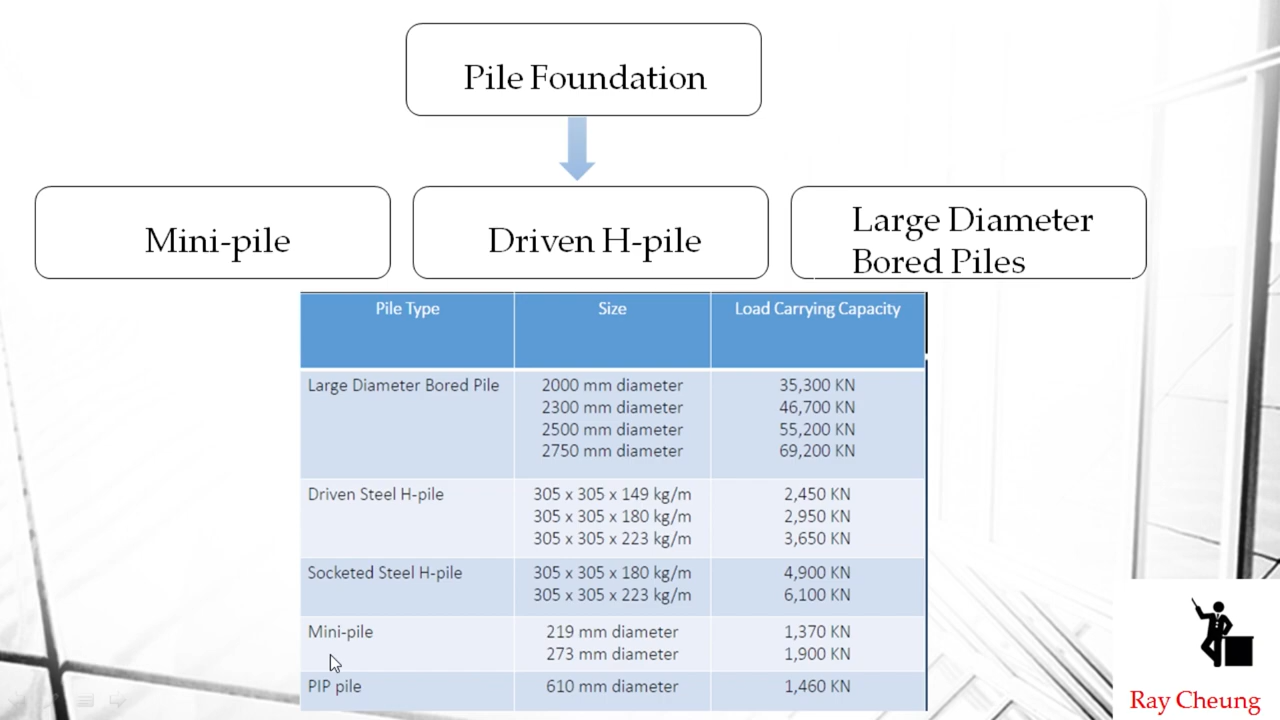 Pile Foundation
Mini-pile
Driven H-pile
Large Diameter
Bored Piles
Pile Type Size Load Carrying Capacity
Large Diameter Bored Pile 2000 mm diameter 35,300 KN
2300 mm diameter 46,700 KN
2500 mm diameter 55,200 KN
2750 mm diameter 69,200 KN
Driven Steel H-pile 305 x 305 x 149 kg/m 2,450 KN
305 x 305 x 180 kg/m 2,950 KN
305 x 305 x 223 kg/m 3,650 KN
Socketed Steel H-pile 305 x 305 x 180 kg/m 4,900 KN
305 x 305 x 223 kg/m 6,100 KN
Mini-pile 219 mm diameter 1,370 KN
273 mm diameter 1,900 KN
PIP pile 610 mm diameter 1,460 KN
Ray Cheung